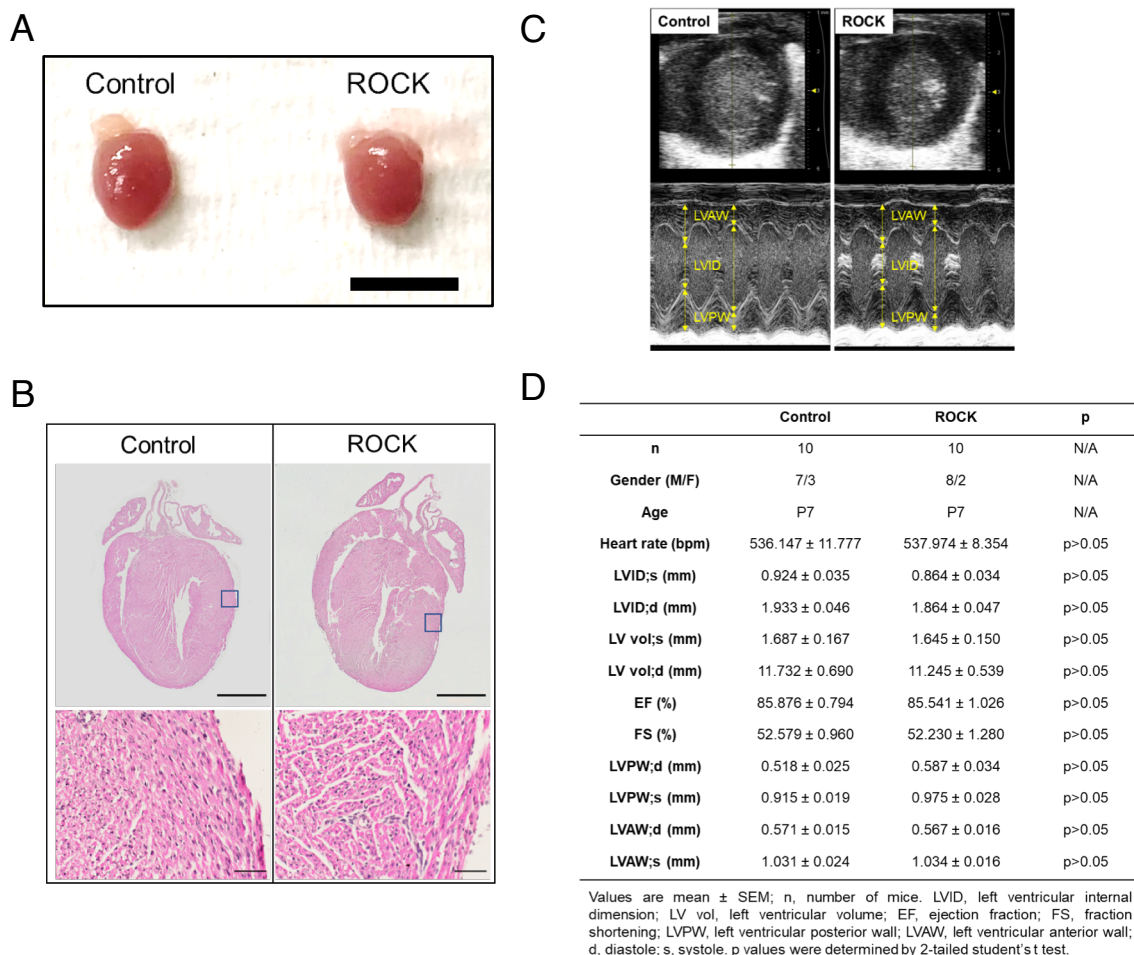 A
Control ROCK
B
Control ROCK
C
Control ROCK
LVAW LVAW
LVID LVID
LVPW LVPW
D
Control ROCK p
n 10 10 N/A
Gender (M/F) 7/3 8/2 N/A
Age P7 P7 N/A
Heart rate (bpm) 536.147 ± 11.777 537.974 ± 8.354 p>0.05
LVID;s (mm) 0.924 ± 0.035 0.864 ± 0.034 p>0.05
LVID;d (mm) 1.933 ± 0.046 1.864 ± 0.047 p>0.05
LV vol;s (mm) 1.687 ± 0.167 1.645 ± 0.150 p>0.05
LV vol;d (mm) 11.732 ± 0.690 11.245 ± 0.539 p>0.05
EF (%) 85.876 ± 0.794 85.541 ± 1.026 p>0.05
FS (%) 52.579 ± 0.960 52.230 ± 1.280 p>0.05
LVPW;d (mm) 0.518 ± 0.025 0.587 ± 0.034 p>0.05
LVPW;s (mm) 0.915 ± 0.019 0.975 ± 0.028 p>0.05
LVAW;d (mm) 0.571 ± 0.015 0.567 ± 0.016 p>0.05
LVAW;s (mm) 1.031 ± 0.024 1.034 ± 0.016 p>0.05
Values are mean ± SEM; n, number of mice. LVID, left ventricular internal
dimension; LV vol, left ventricular volume; EF, ejection fraction; FS, fraction
shortening; LVPW, left ventricular posterior wall; LVAW, left ventricular anterior wall;
d, diastole; s, systole. p values were determined by 2-tailed student's t test.